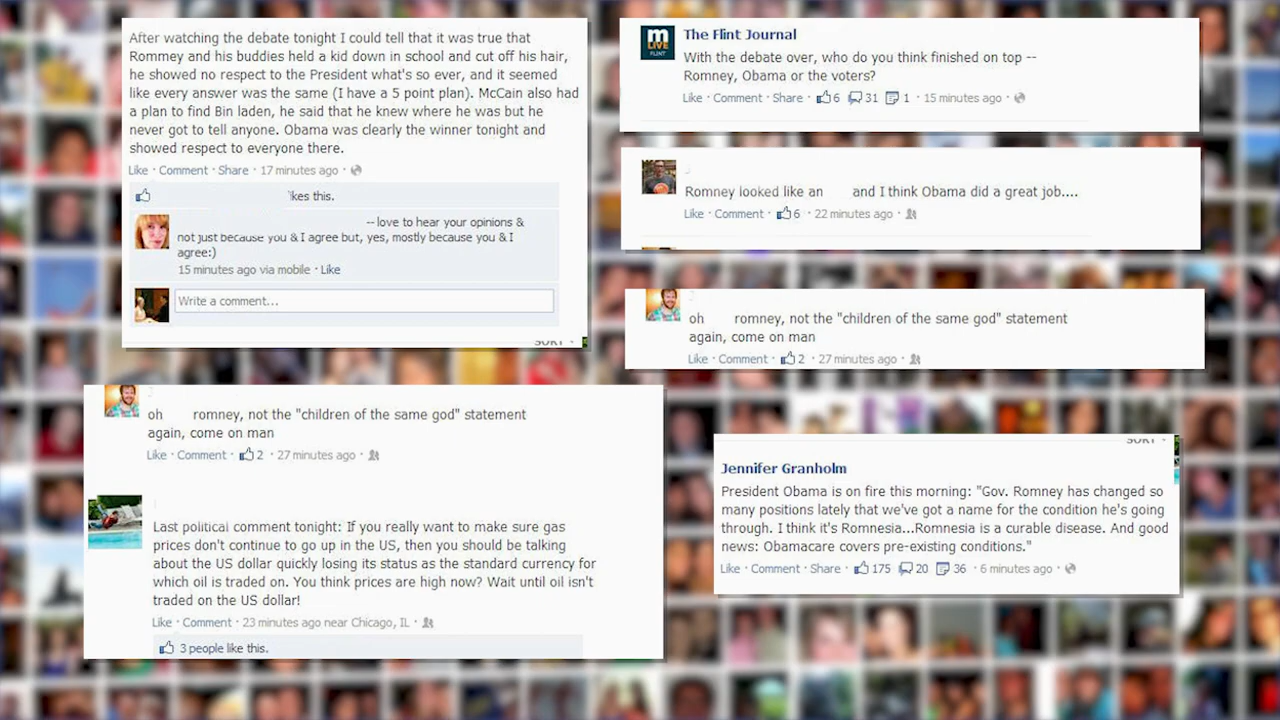 After watching the debate tonight I could tell that it was true that
Rommey and his buddies held a kid down in school and cut off his hair,
he showed no respect to the President what's so ever, and it seemed
like every answer was the same (I have a 5 point plan). McCain also had
a plan to find Bin laden, he said that he knew where he was but he
never got to tell anyone. Obama was clearly the winner tonight and
showed respect to everyone there.
Like · Comment · Share · 17 minutes ago ·
kes this.
-- love to hear your opinions &
not just because you & I agree but, yes, mostly because you & I
agree:)
15 minutes ago via mobile · Like
Write a comment...
SORT
m
LIVE
FLINT
The Flint Journal
With the debate over, who do you think finished on top --
Romney, Obama or the voters?
Like · Comment · Share · 6 31 1 · 15 minutes ago ·
Romney looked like an and I think Obama did a great job....
Like · Comment · 6 · 22 minutes ago ·
oh romney, not the "children of the same god" statement
again, come on man
Like · Comment · 2 · 27 minutes ago ·
oh romney, not the "children of the same god" statement
again, come on man
Like · Comment · 2 · 27 minutes ago ·
Last political comment tonight: If you really want to make sure gas
prices don't continue to go up in the US, then you should be talking
about the US dollar quickly losing its status as the standard currency for
which oil is traded on. You think prices are high now? Wait until oil isn't
traded on the US dollar!
Like · Comment · 23 minutes ago near Chicago, IL ·
3 people like this.
SORT
Jennifer Granholm
President Obama is on fire this morning: "Gov. Romney has changed so
many positions lately that we've got a name for the condition he's going
through. I think it's Romnesia...Romnesia is a curable disease. And good
news: Obamacare covers pre-existing conditions."
Like · Comment · Share · 175 20 36 · 6 minutes ago ·